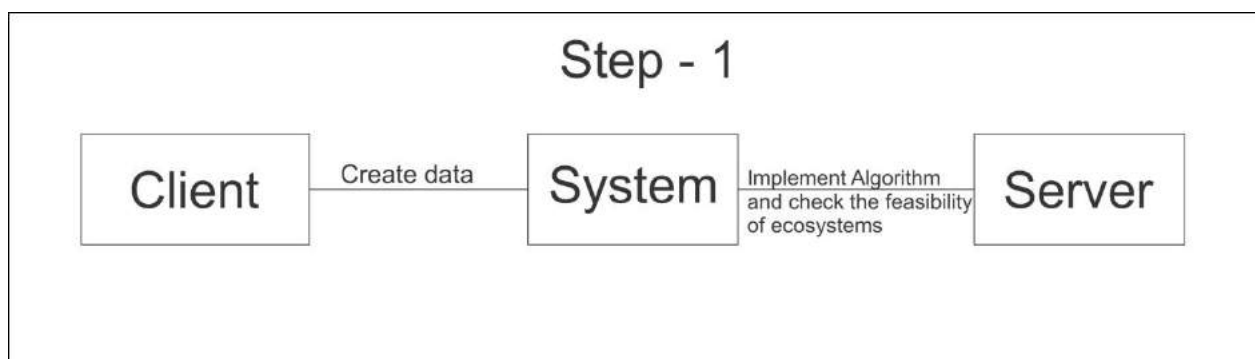 Step - 1
Client
Create data
System
Implement Algorithm
and check the feasibility
of ecosystems
Server